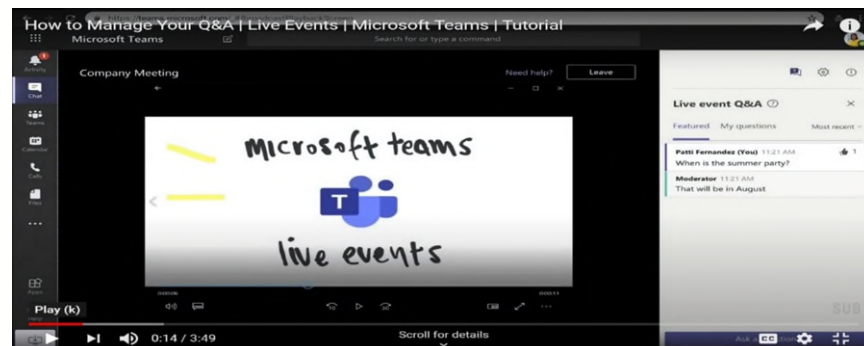 How to Manage Your Q&A | Live Events | Microsoft Teams | Tutorial
Microsoft Teams
Search for or type a command
Activity
Chat
Teams
Calendar
Calls
Files
Apps
Company Meeting
Need help?
Leave
microsoft teams
T
live events
Live event Q&A
Featured My questions Most recent
Patti Fernandez (You) 11:21 AM 1
When is the summer party?
Moderator 11:21 AM
That will be in August
SUB
Play (k)
0:14 / 3:49
Scroll for details
CC